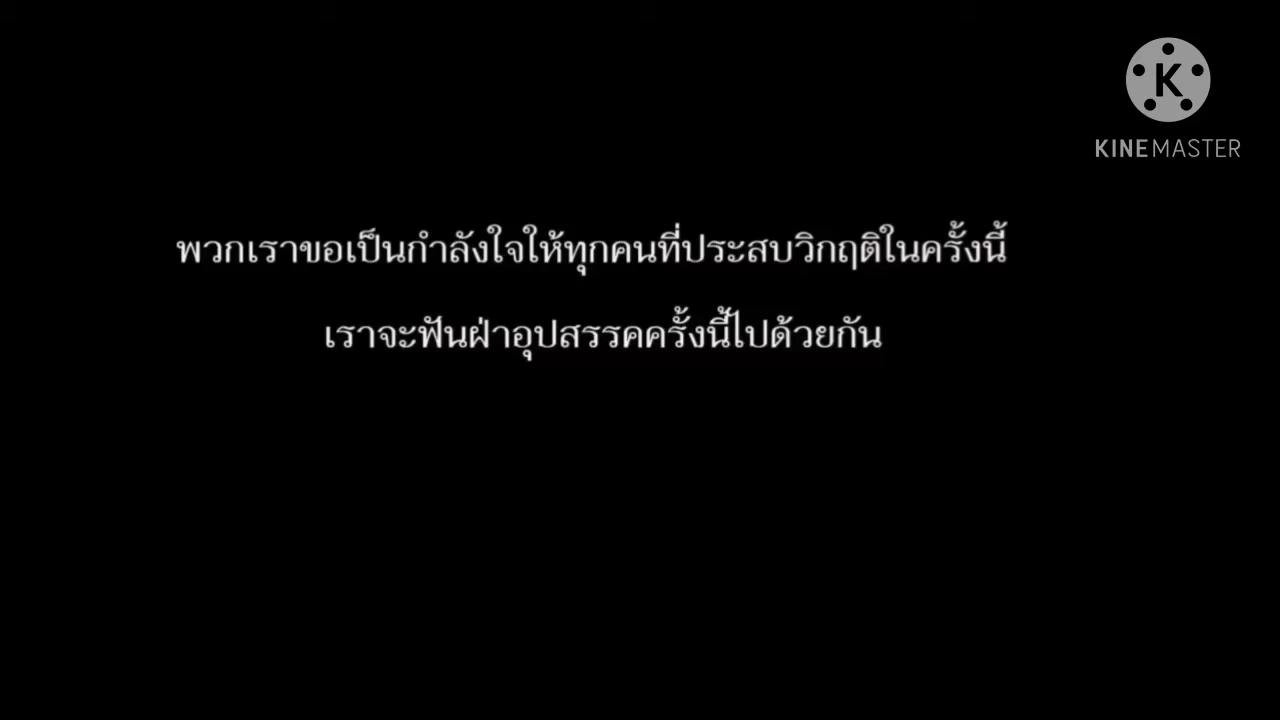 K
KINEMASTER
พวกเราขอเป็นกำลังใจให้ทุกคนที่ประสบวิกฤติในครั้งนี้
เราจะฟันฝ่าอุปสรรคครั้งนี้ไปด้วยกัน